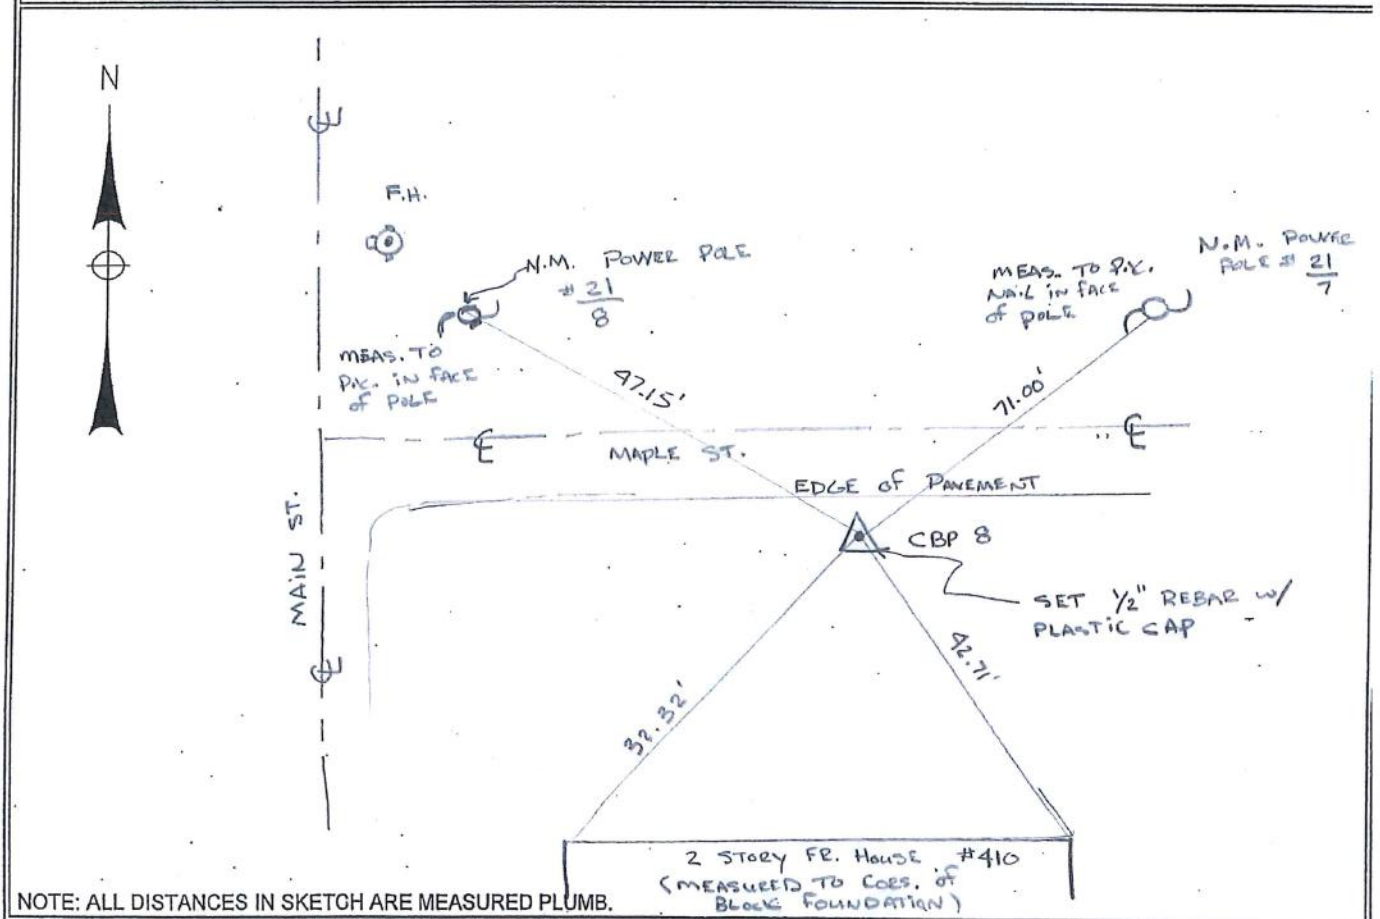 N
F.H.
N.M. POWER POLE
# 21
8
MEAS. TO
P.K. IN FACE
of POLE
MEAS. TO P.K.
NAIL IN FACE
of POLE
N.M. POWER
POLE # 21
7
47.15'
71.00'
MAPLE ST.
EDGE of PAVEMENT
MAIN ST.
CBP 8
SET 1/2" REBAR W/
PLASTIC CAP
32.32'
42.71'
2 STORY FR. HOUSE #410
(MEASURED TO CORS. of
BLOCK FOUNDATION)
NOTE: ALL DISTANCES IN SKETCH ARE MEASURED PLUMB.